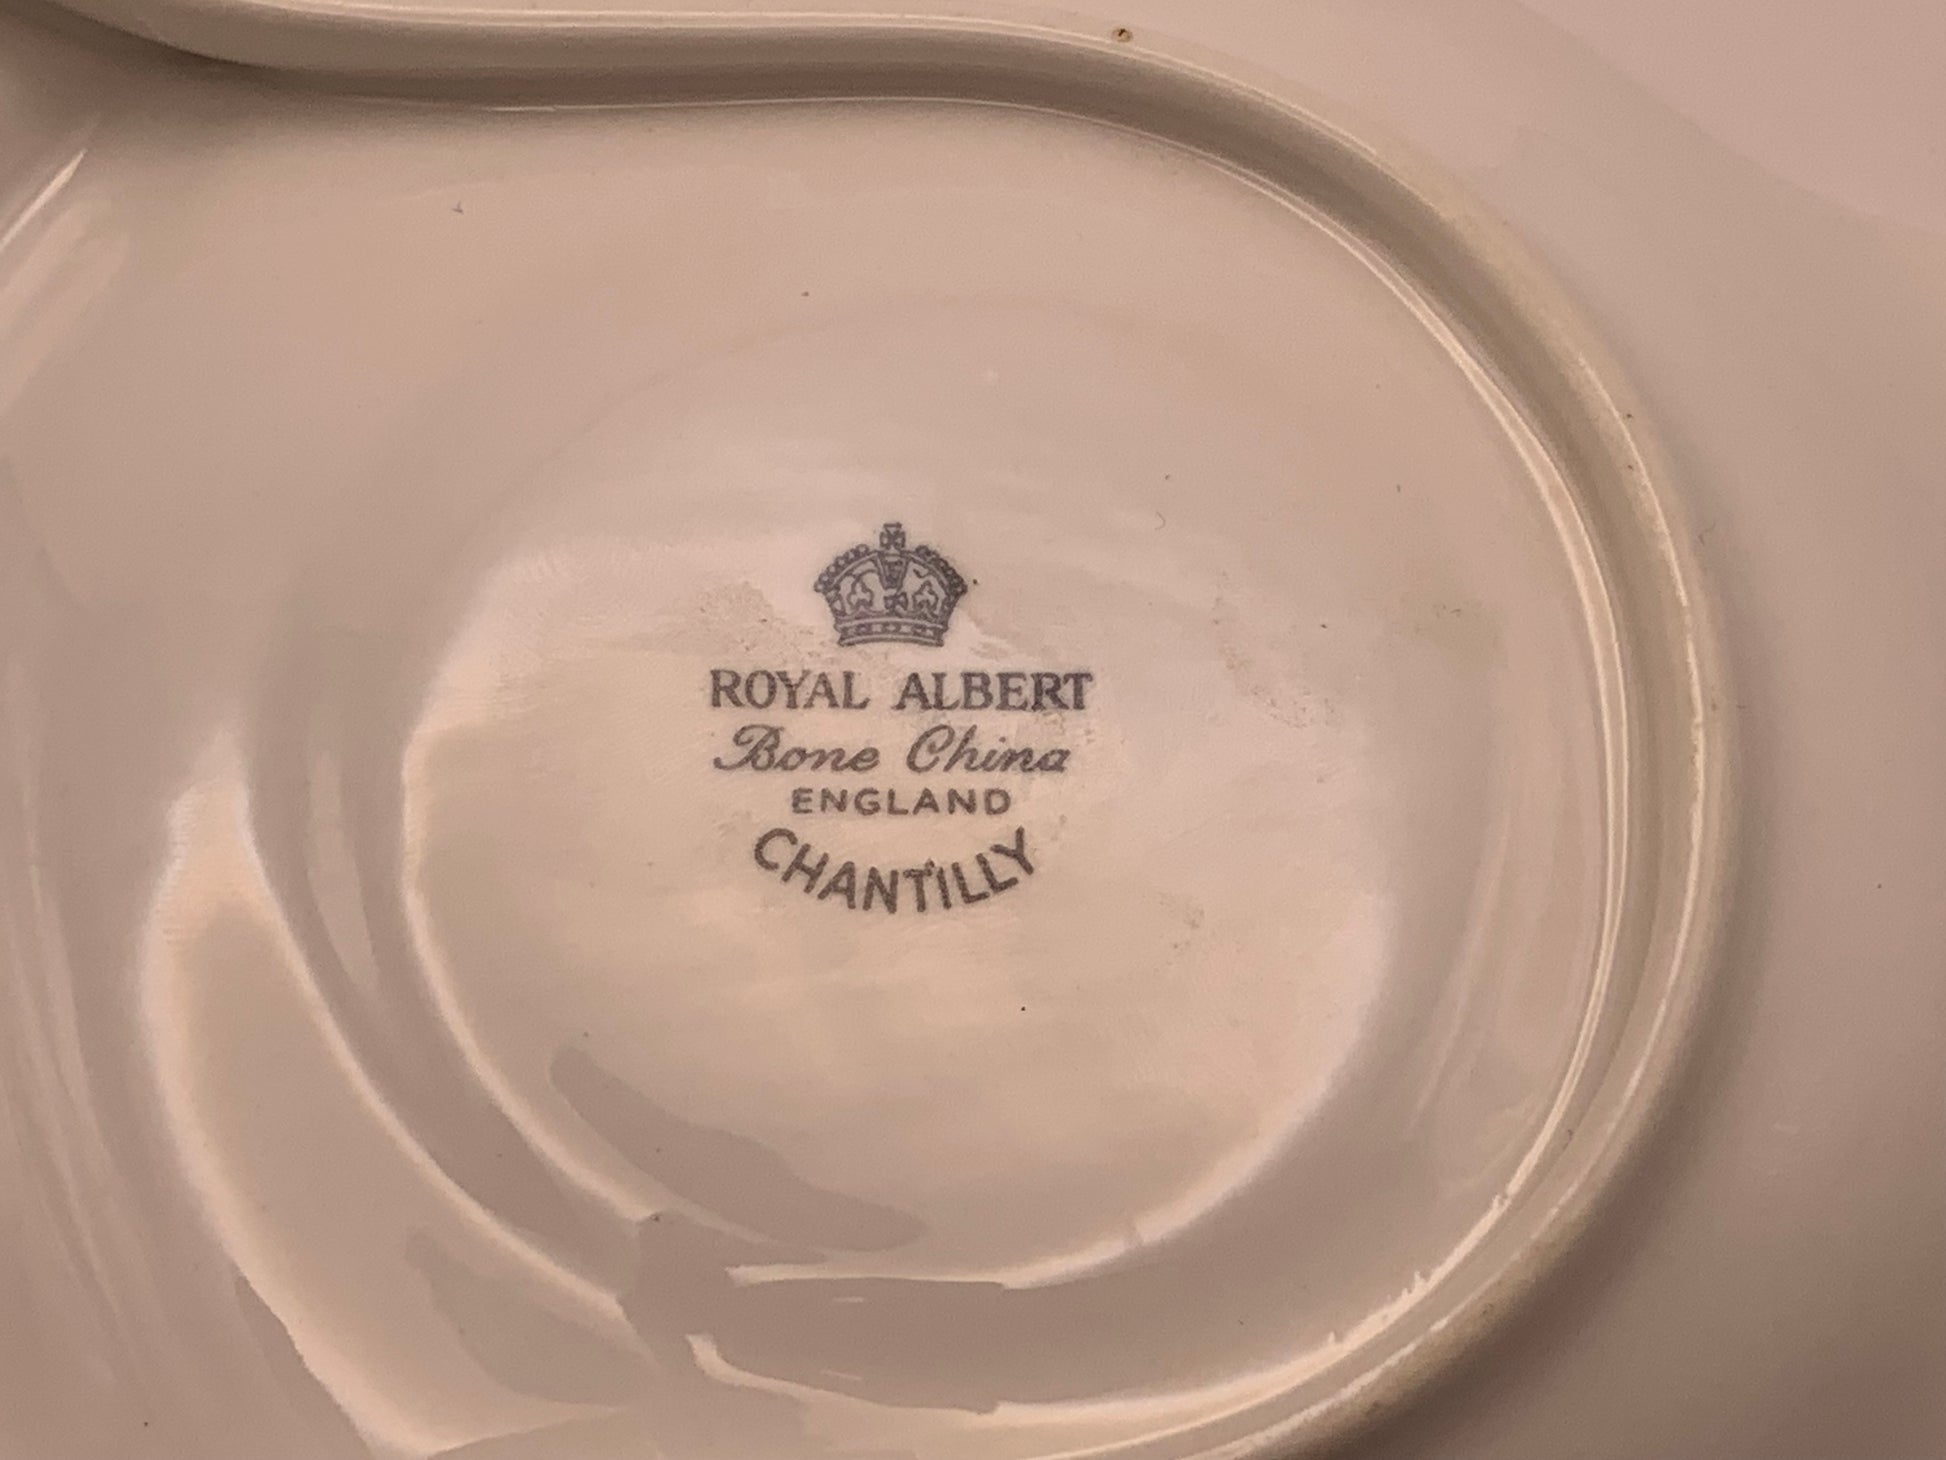 ROYAL ALBERT
Bone China
ENGLAND
CHANTILLY